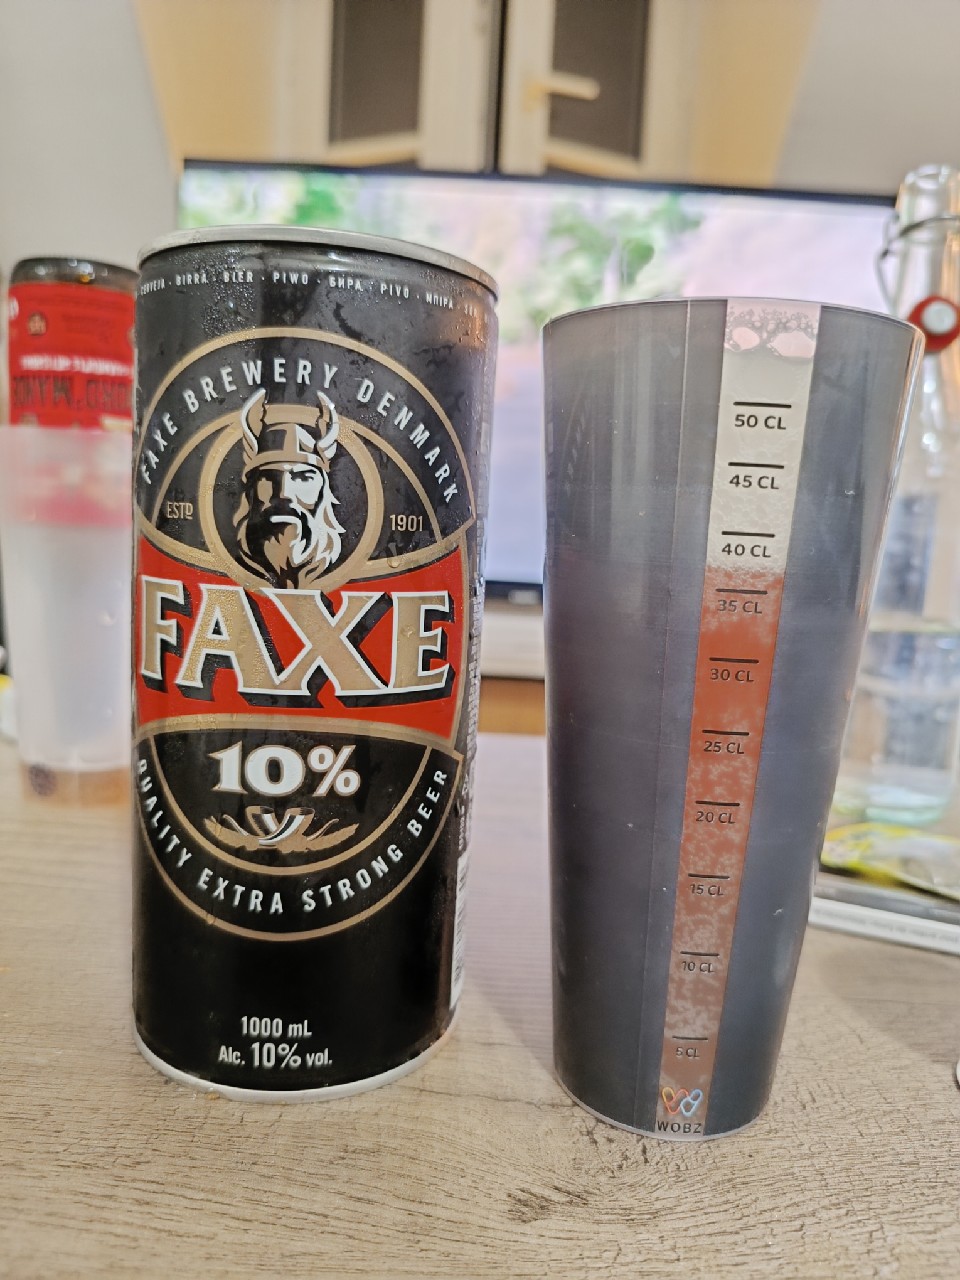 BIRRA · BIER · PIWO · БИРА · PIVO · ΜΠΙΡΑ
FAXE BREWERY DENMARK
ESTD 1901
FAXE
10%
QUALITY EXTRA STRONG BEER
1000 mL
Alc. 10% vol.
50 CL
45 CL
40 CL
35 CL
30 CL
25 CL
20 CL
15 CL
10 CL
5 CL
WOBZ